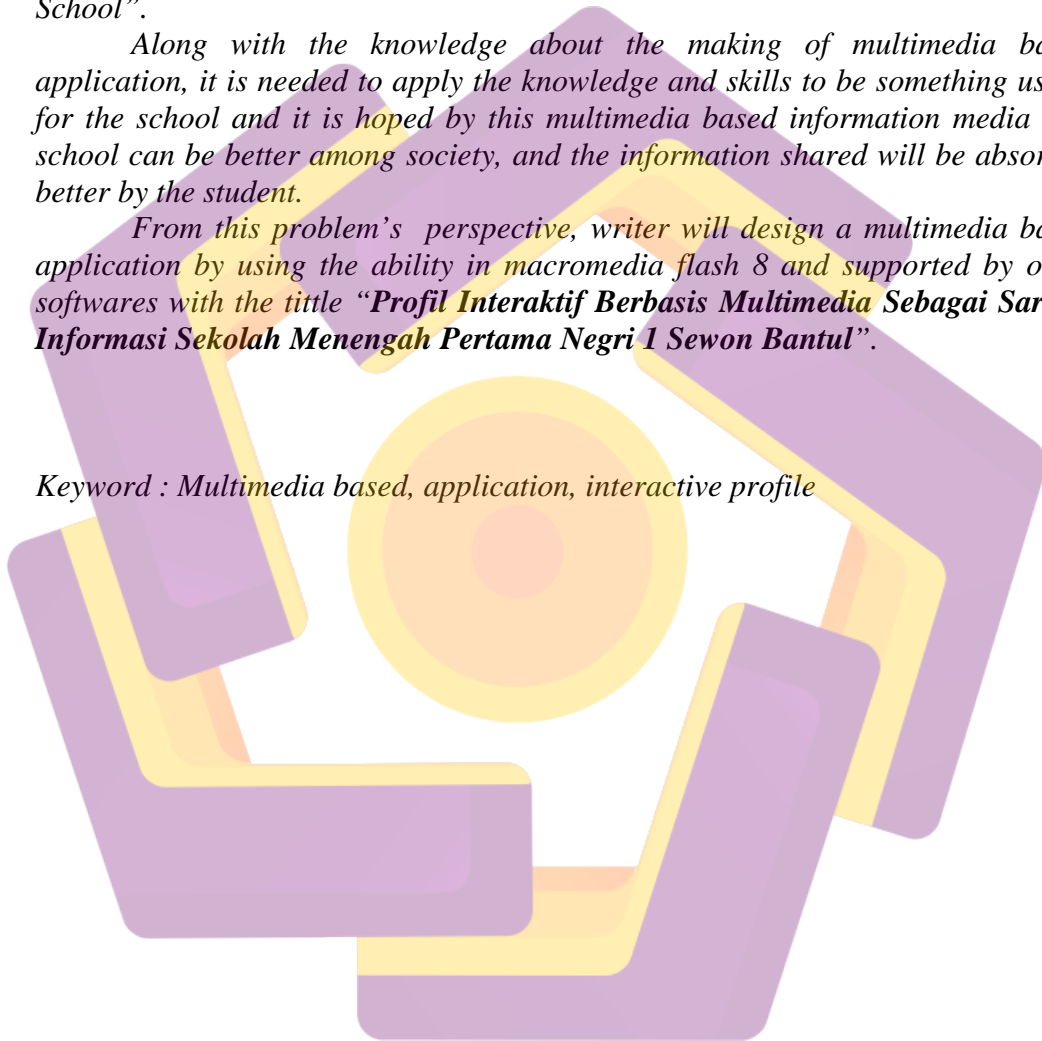 School”.
Along with the knowledge about the making of multimedia ba
application, it is needed to apply the knowledge and skills to be something us
for the school and it is hoped by this multimedia based information media
school can be better among society, and the information shared will be absor
better by the student.
From this problem’s perspective, writer will design a multimedia ba
application by using the ability in macromedia flash 8 and supported by o
softwares with the tittle “Profil Interaktif Berbasis Multimedia Sebagai Sar
Informasi Sekolah Menengah Pertama Negri 1 Sewon Bantul”.
Keyword : Multimedia based, application, interactive profile